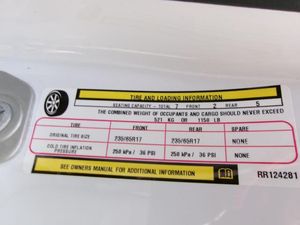 TIRE AND LOADING INFORMATION
SEATING CAPACITY - TOTAL 7 FRONT 2 REAR 5
THE COMBINED WEIGHT OF OCCUPANTS AND CARGO SHOULD NEVER EXCEED
521 KG OR 1150 LB
TIRE FRONT REAR SPARE
ORIGINAL TIRE SIZE 235/65R17 235/65R17 NONE
COLD TIRE INFLATION
PRESSURE 250 kPa / 36 PSI 250 kPa / 36 PSI NONE
SEE OWNERS MANUAL FOR ADDITIONAL INFORMATION RR124281